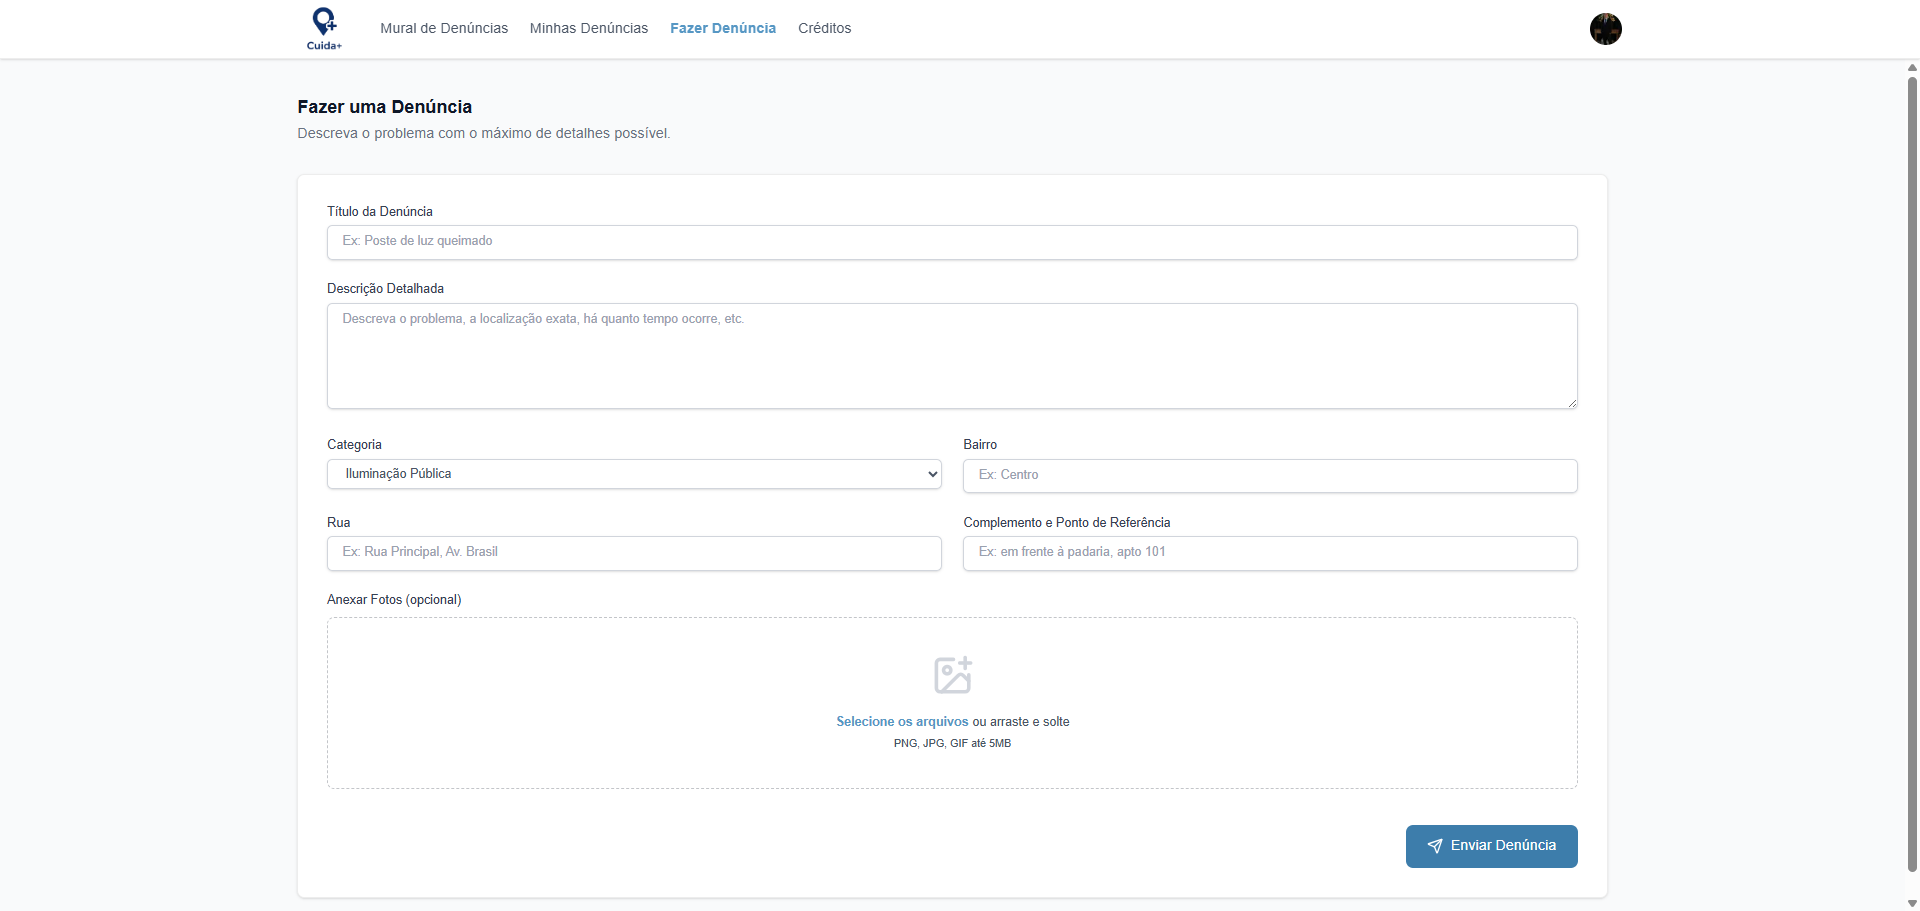 Cuida+
Mural de Denúncias
Minhas Denúncias
Fazer Denúncia
Créditos
Fazer uma Denúncia
Descreva o problema com o máximo de detalhes possível.
Título da Denúncia
Ex: Poste de luz queimado
Descrição Detalhada
Descreva o problema, a localização exata, há quanto tempo ocorre, etc.
Categoria
Bairro
Iluminação Pública
Ex: Centro
Rua
Complemento e Ponto de Referência
Ex: Rua Principal, Av. Brasil
Ex: em frente à padaria, apto 101
Anexar Fotos (opcional)
Selecione os arquivos ou arraste e solte
PNG, JPG, GIF até 5MB
Enviar Denúncia